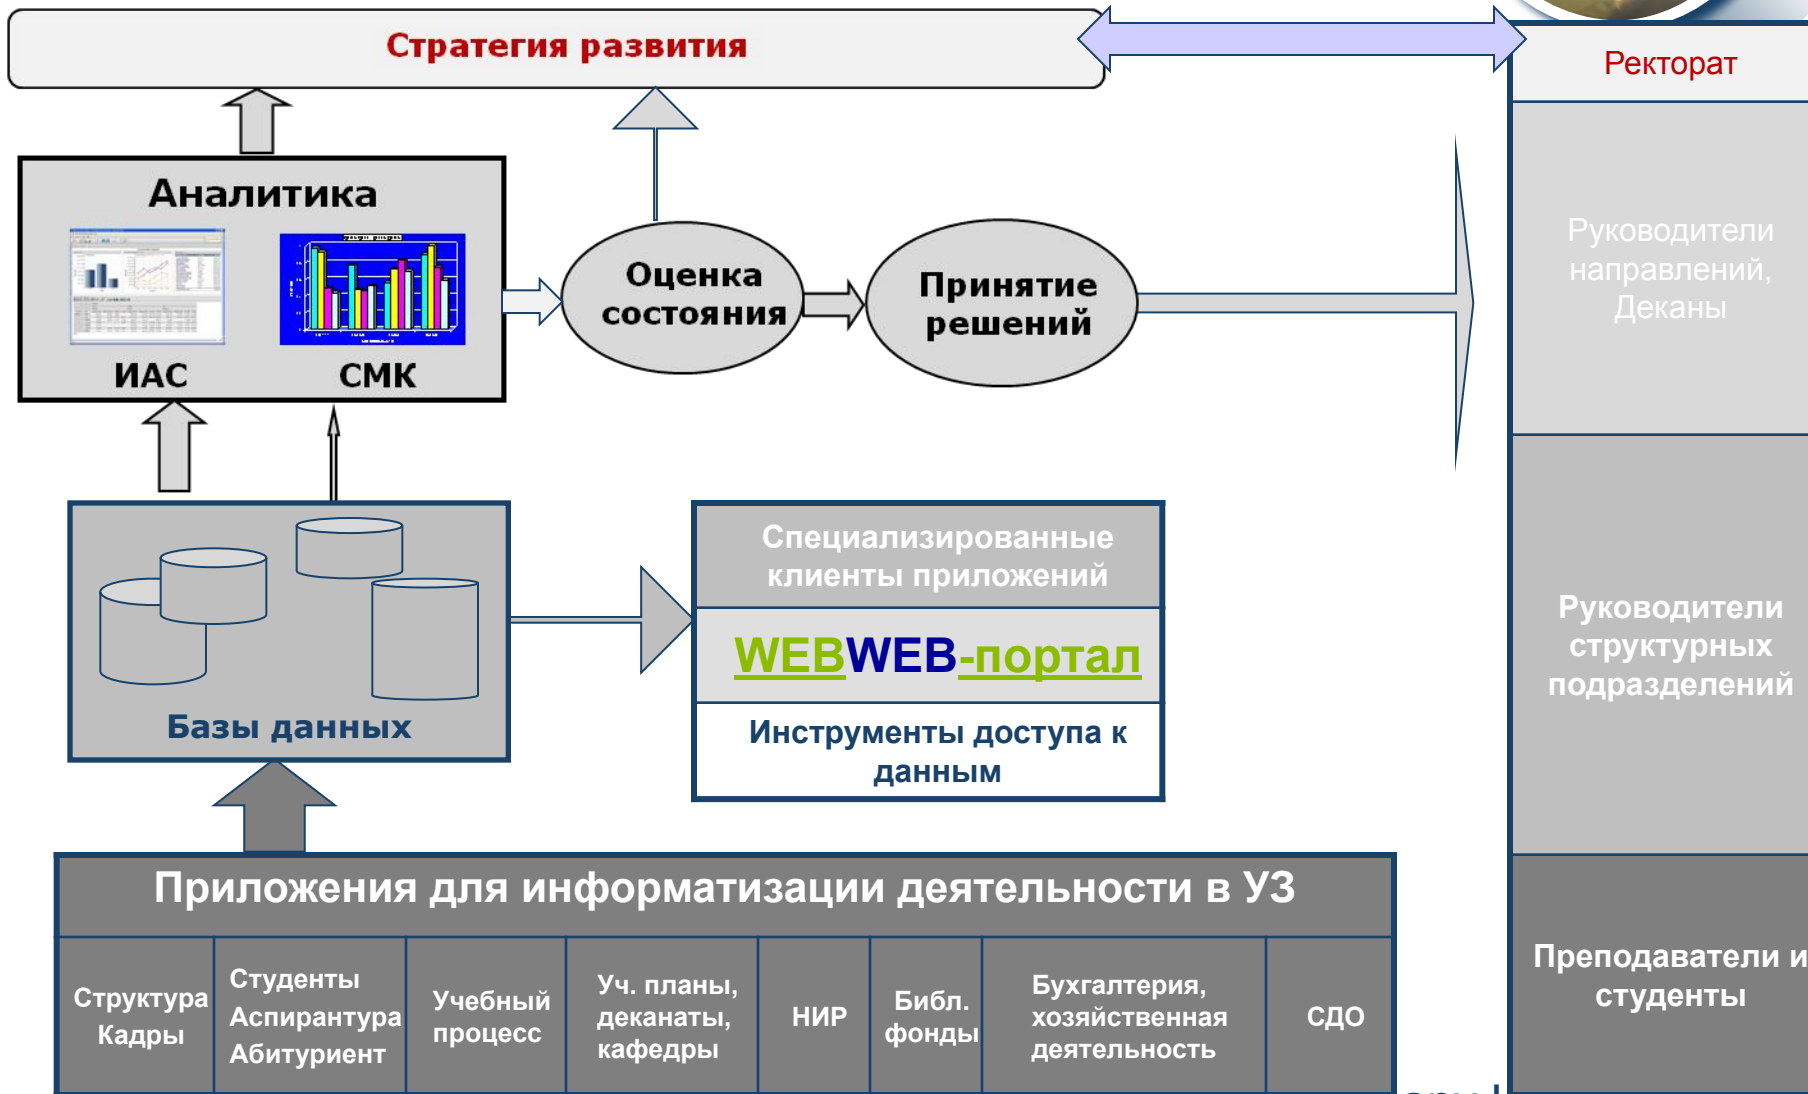 Стратегия развития
Ректорат
Аналитика
ИАС
СМК
Оценка
состояния
Принятие
решений
Руководители
направлений,
Деканы
Базы данных
Специализированные
клиенты приложений
WEBWEB-портал
Инструменты доступа к
данным
Руководители
структурных
подразделений
Приложения для информатизации деятельности в УЗ
Структура
Кадры
Студенты
Аспирантура
Абитуриент
Учебный
процесс
Уч. планы,
деканаты,
кафедры
НИР
Библ.
фонды
Бухгалтерия,
хозяйственная
деятельность
СДО
Преподаватели и
студенты